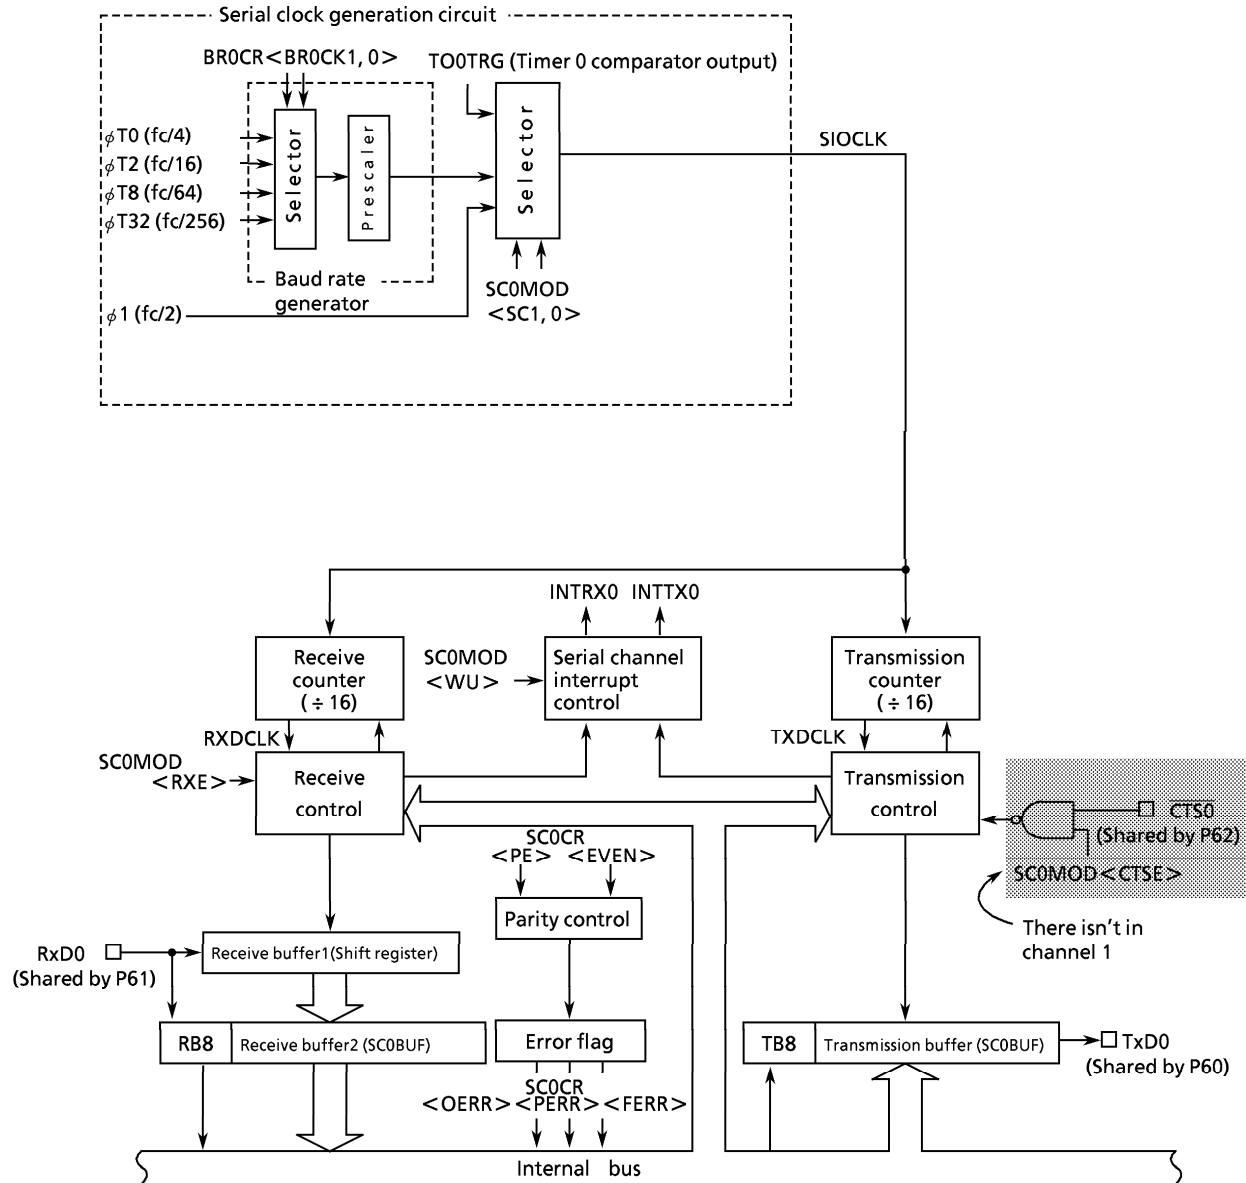 Serial clock generation circuit
BR0CR<BR0CK1, 0>
TO0TRG (Timer 0 comparator output)
ϕT0 (fc/4)
ϕT2 (fc/16)
ϕT8 (fc/64)
ϕT32 (fc/256)
Selector
Prescaler
Selector
SIOCLK
Baud rate
generator
SC0MOD
<SC1, 0>
ϕ1 (fc/2)
INTRX0 INTTX0
Receive
counter
(÷16)
SC0MOD
<WU>
Serial channel
interrupt
control
Transmission
counter
(÷16)
RXDCLK
TXDCLK
SC0MOD
<RXE>
Receive
control
Transmission
control
CTS0
(Shared by P62)
SC0MOD<CTSE>
There isn't in
channel 1
SC0CR
<PE> <EVEN>
Parity control
RxD0
(Shared by P61)
Receive buffer1(Shift register)
RB8 Receive buffer2 (SC0BUF)
Error flag
TB8 Transmission buffer (SC0BUF)
TxD0
(Shared by P60)
SC0CR
<OERR> <PERR> <FERR>
Internal bus